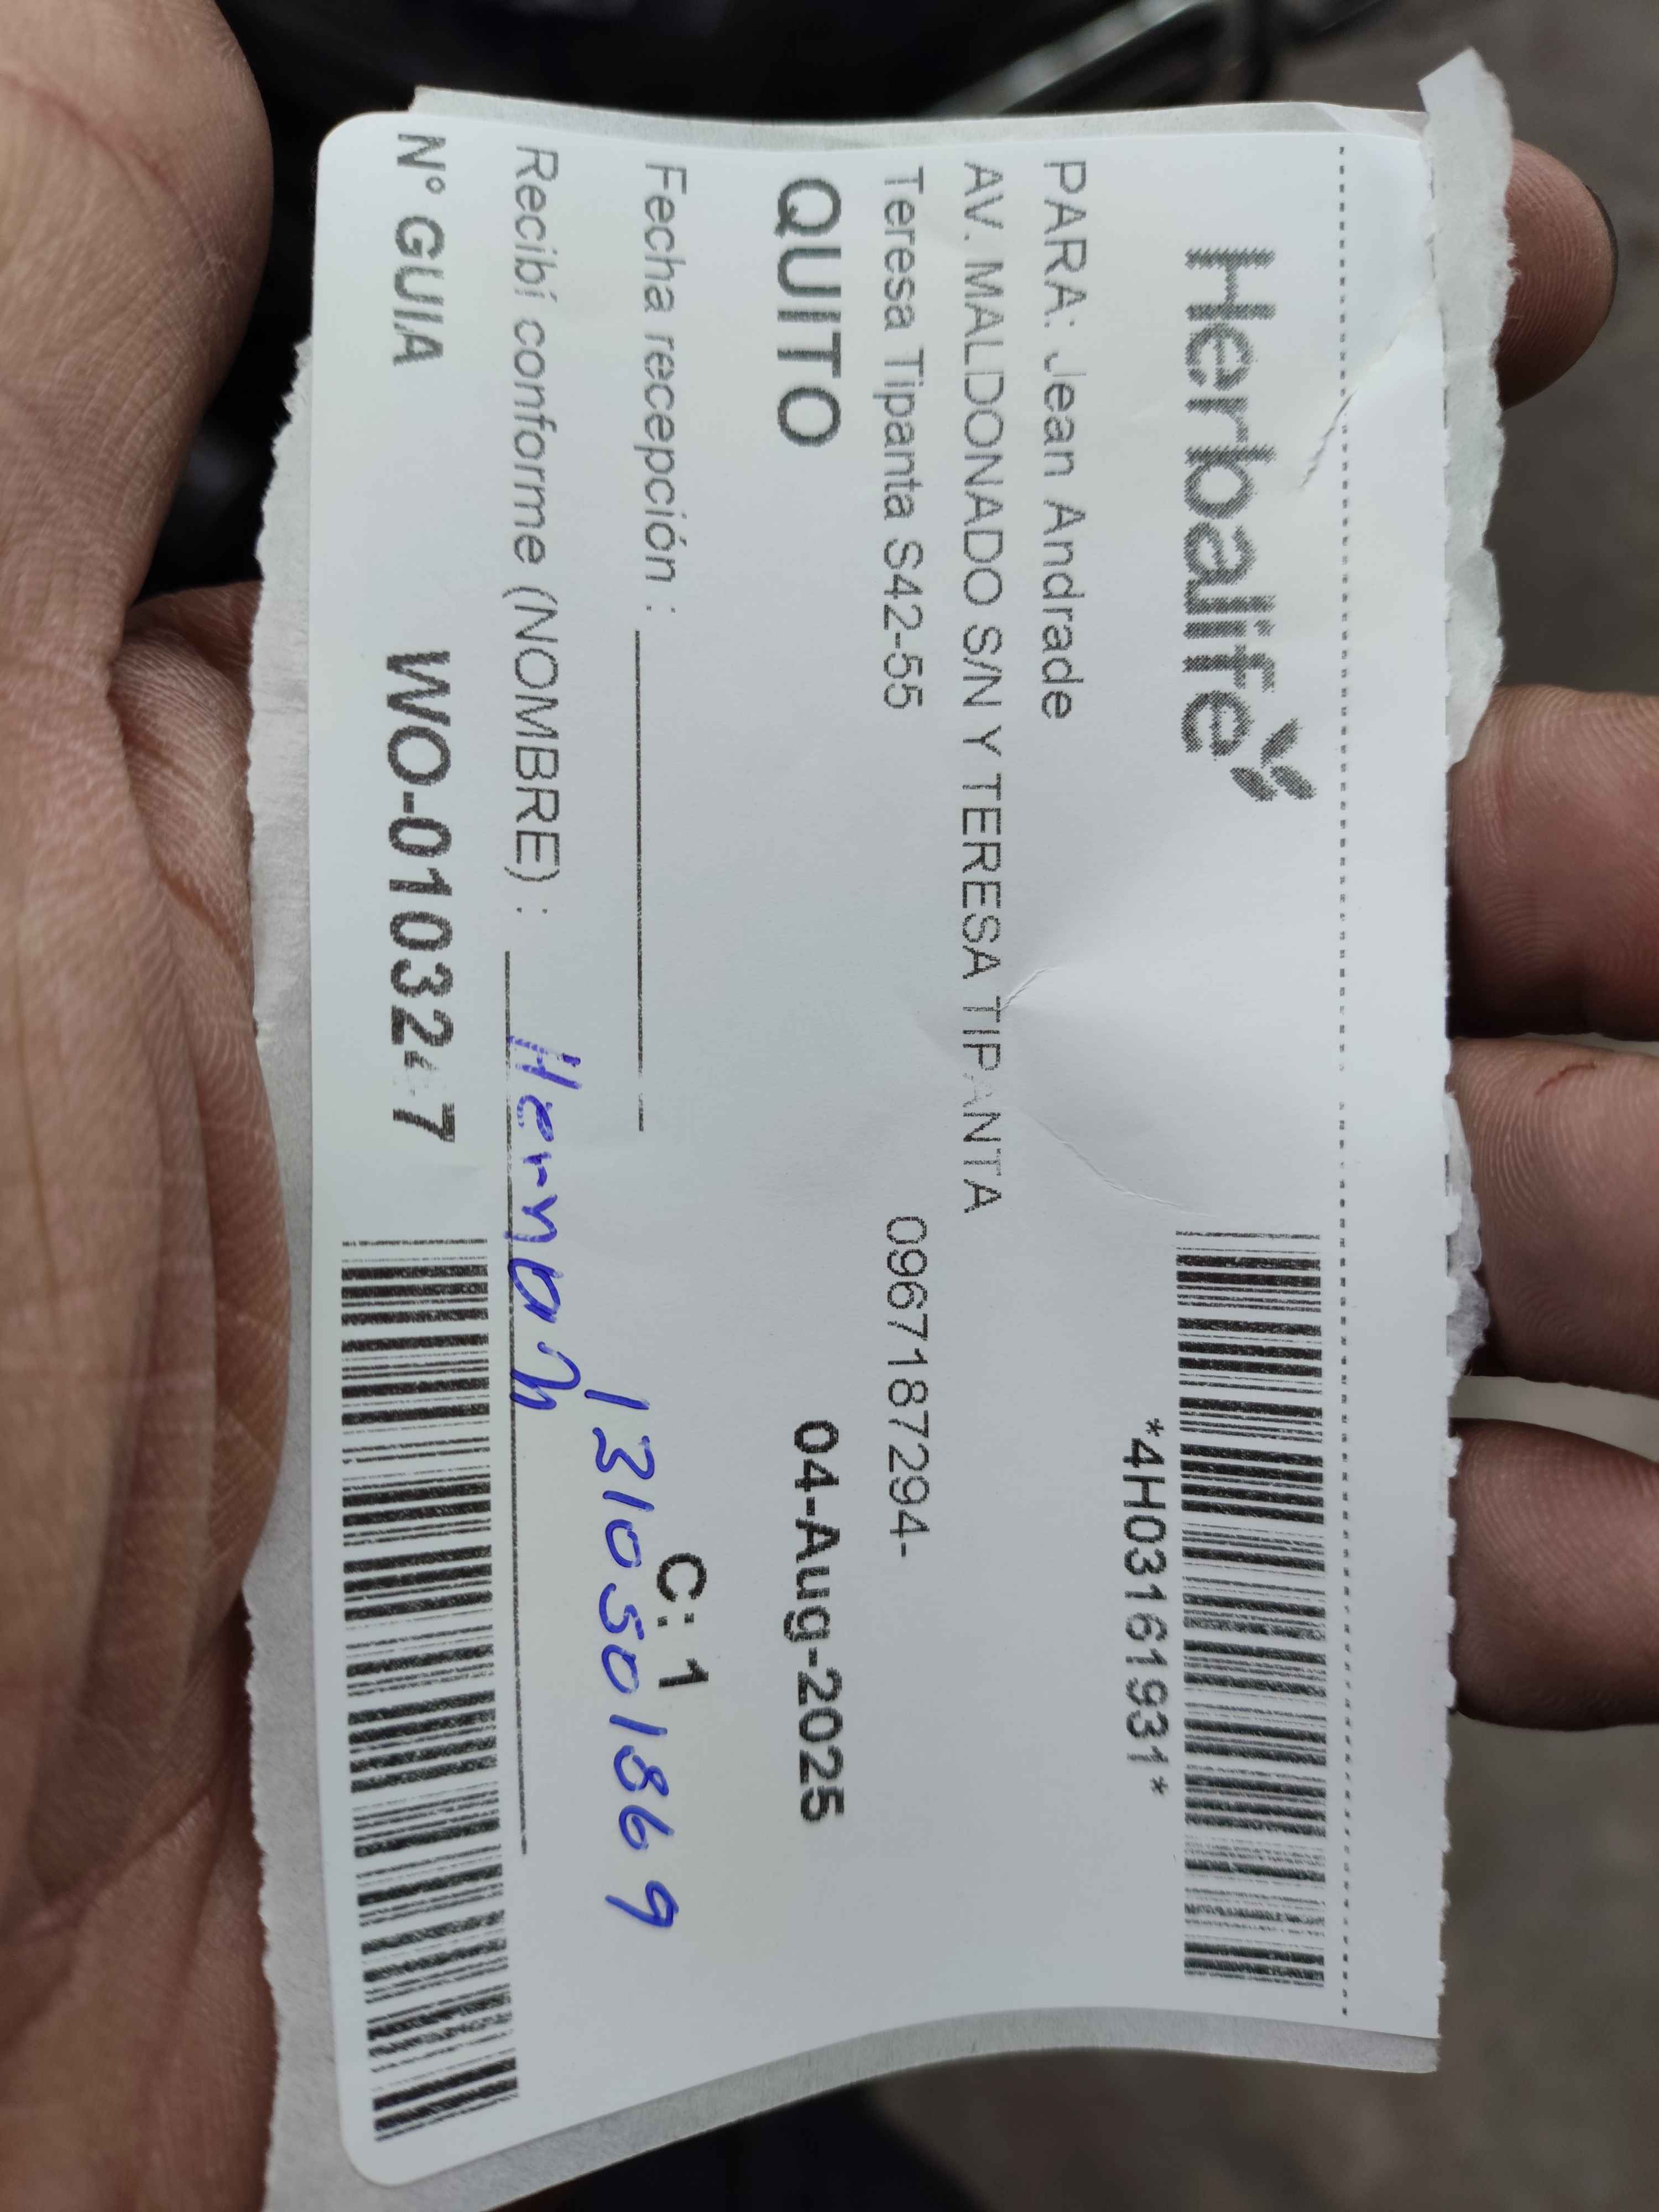 Herbalife
*4H03161931*
PARA: Jean Andrade
AV. MALDONADO S/N Y TERESA TIPANTA
Teresa Tipanta S42-55 0967187294-
QUITO 04-Aug-2025
C: 1
Fecha recepción :
1310501869
Recibí conforme (NOMBRE) :
N° GUIA